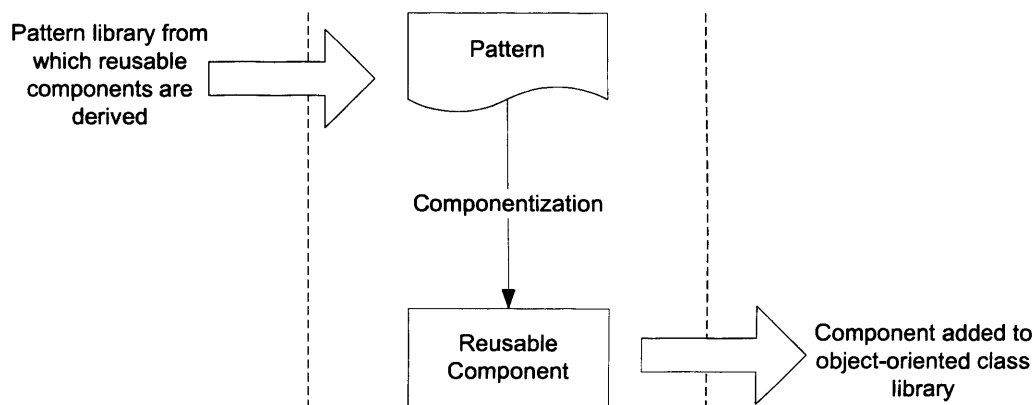 Pattern library from
which reusable
components are
derived
Pattern
Componentization
Reusable
Component
Component added to
object-oriented class
library